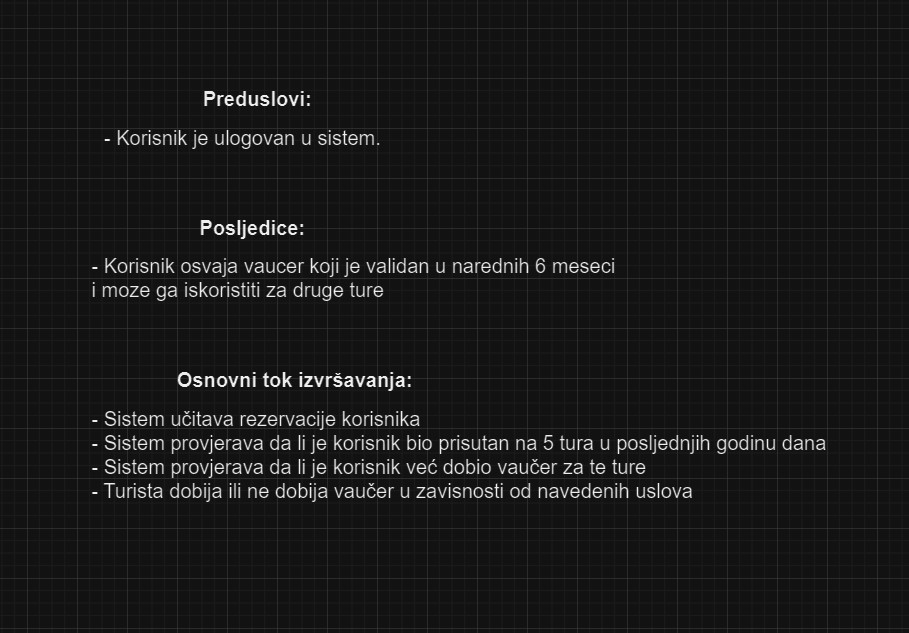 Preduslovi:
- Korisnik je ulogovan u sistem.
Posljedice:
- Korisnik osvaja vaucer koji je validan u narednih 6 meseci
i moze ga iskoristiti za druge ture
Osnovni tok izvršavanja:
- Sistem učitava rezervacije korisnika
- Sistem provjerava da li je korisnik bio prisutan na 5 tura u posljednjih godinu dana
- Sistem provjerava da li je korisnik već dobio vaučer za te ture
- Turista dobija ili ne dobija vaučer u zavisnosti od navedenih uslova